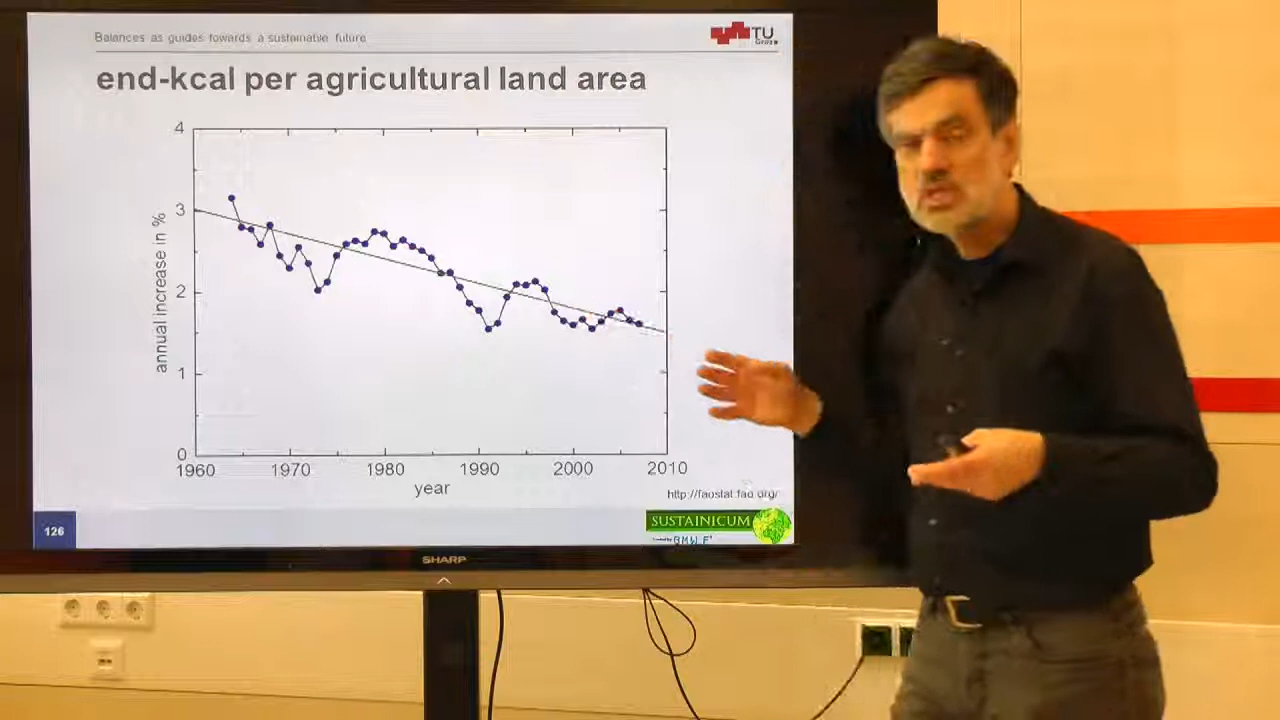 Balances as guides towards a sustainable future
TU
Graz
end-kcal per agricultural land area
4
3
2
1
0
annual increase in %
1960 1970 1980 1990 2000 2010
year
http://faostat.fao.org/
126
SUSTAINICUM
BMWF
SHARP